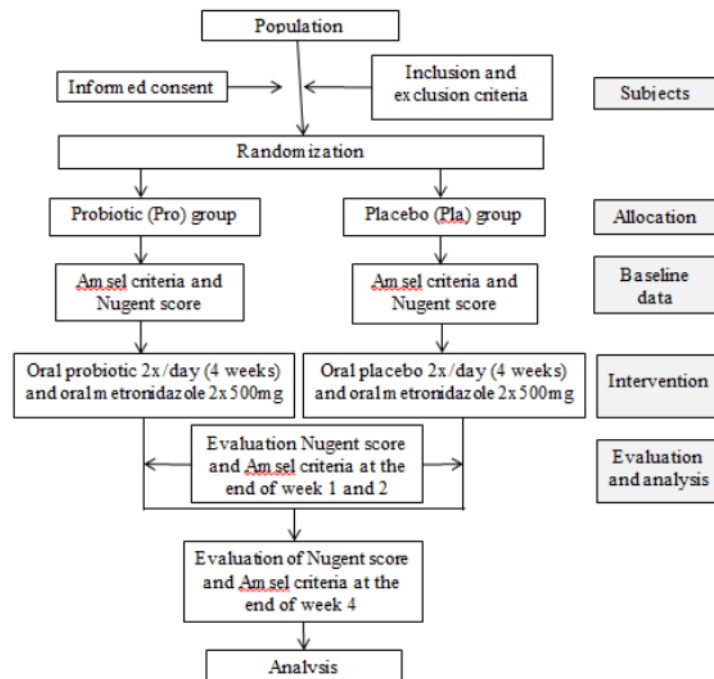 Population
Informed consent
Inclusion and
exclusion criteria
Subjects
Randomization
Probiotic (Pro) group
Placebo (Pla) group
Allocation
Amsel criteria and
Nugent score
Amsel criteria and
Nugent score
Baseline
data
Oral probiotic 2x/day (4 weeks)
and oral metronidazole 2x500mg
Oral placebo 2x/day (4 weeks)
and oral metronidazole 2x500mg
Intervention
Evaluation Nugent score
and Amsel criteria at the
end of week 1 and 2
Evaluation
and analysis
Evaluation of Nugent score
and Amsel criteria at the
end of week 4
Analysis